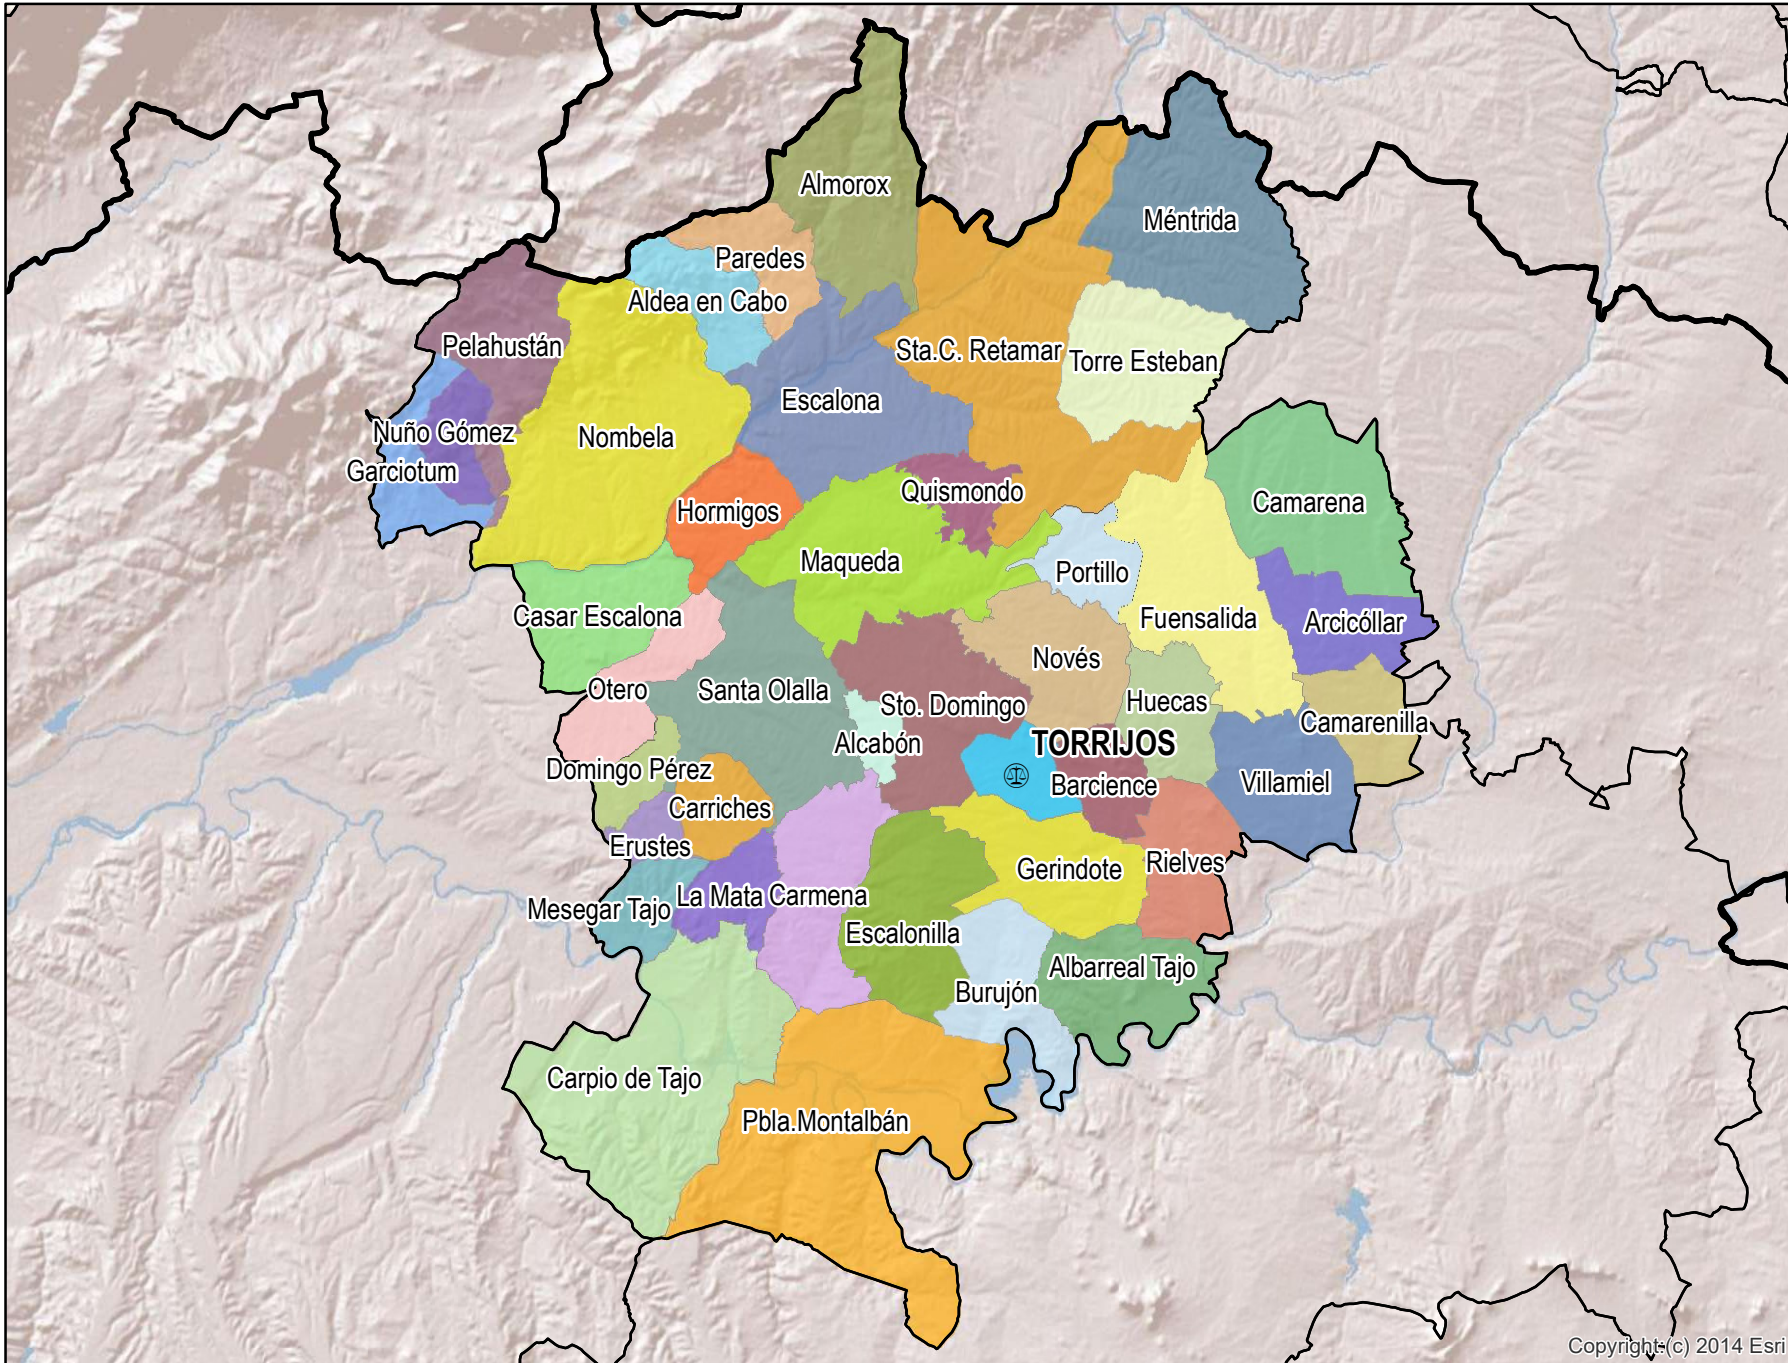 Almorox
Méntrida
Paredes
Aldea en Cabo
Pelahustán
Sta.C. Retamar
Torre Esteban
Escalona
Nuño Gómez
Nombela
Garciotum
Quismondo
Camarena
Hormigos
Maqueda
Portillo
Casar Escalona
Fuensalida
Arcicóllar
Novés
Otero
Santa Olalla
Sto. Domingo
Huecas
Camarenilla
Alcabón
TORRIJOS
Domingo Pérez
Barcience
Villamiel
Carriches
Erustes
Gerindote
Rielves
La Mata
Carmena
Mesegar Tajo
Escalonilla
Albarreal Tajo
Burujón
Carpio de Tajo
Pbla.Montalbán
Copyright:(c) 2014 Esri